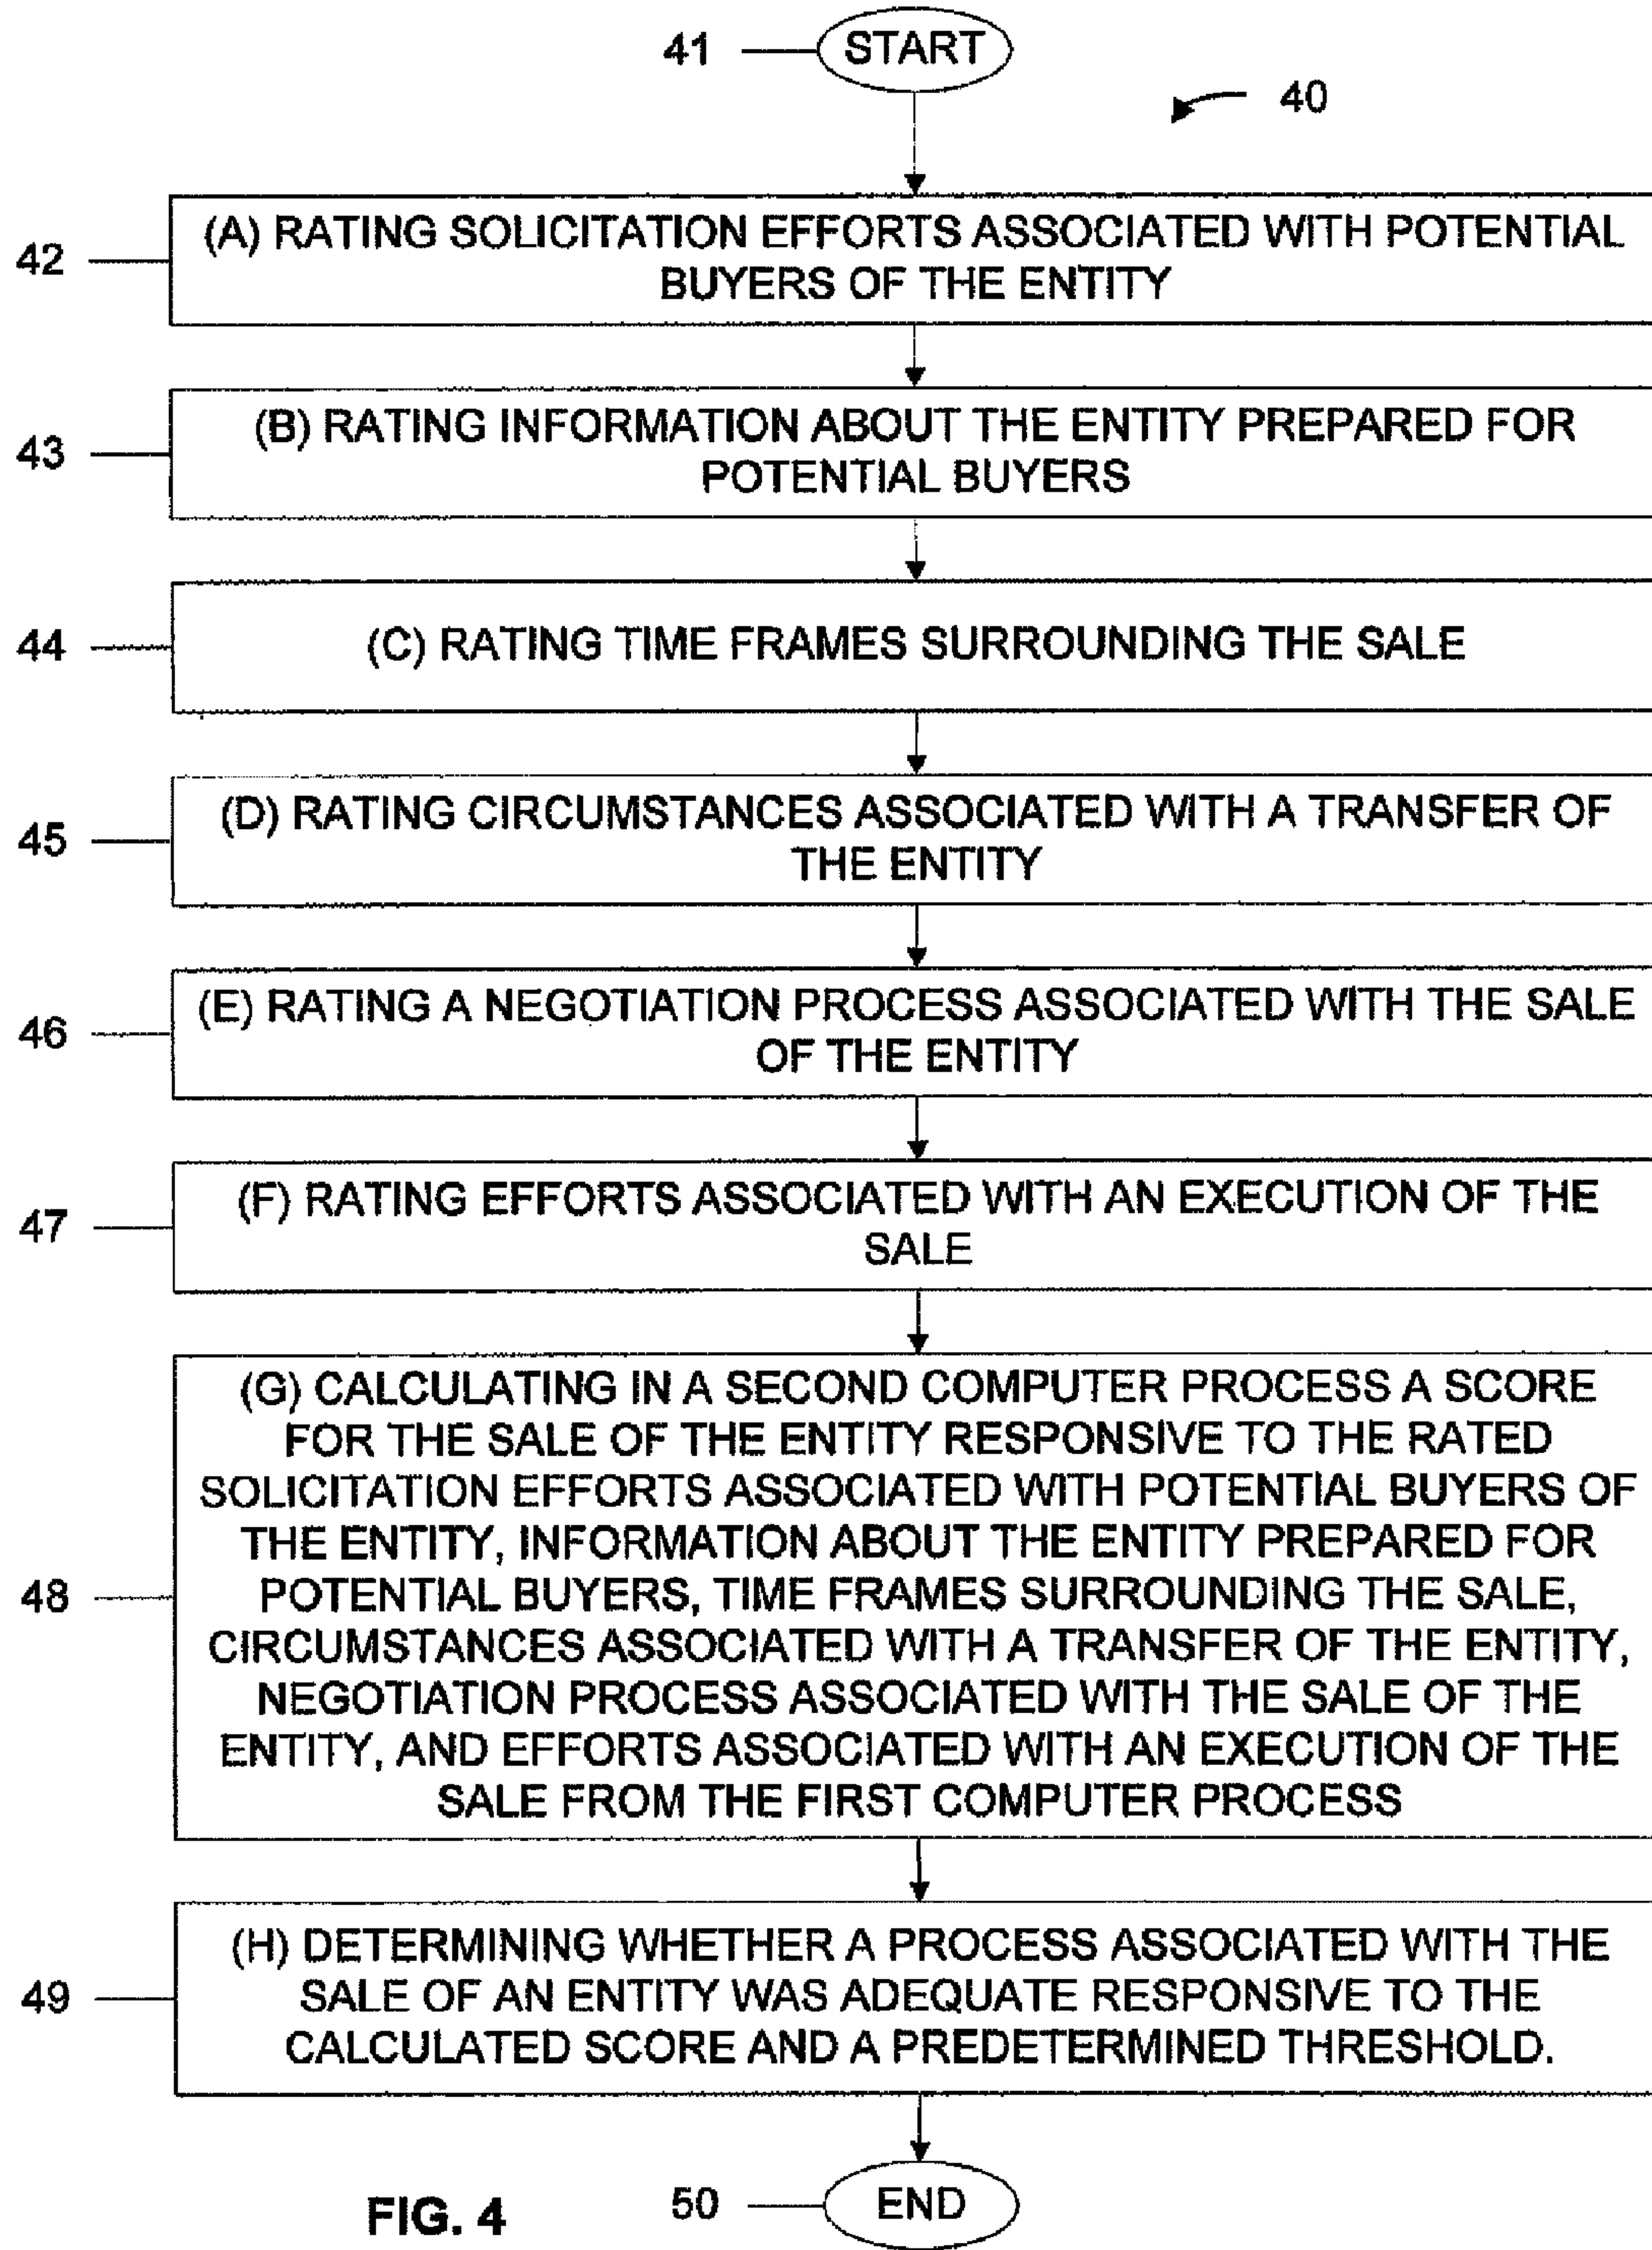 41 START
40
42 (A) RATING SOLICITATION EFFORTS ASSOCIATED WITH POTENTIAL
BUYERS OF THE ENTITY
43 (B) RATING INFORMATION ABOUT THE ENTITY PREPARED FOR
POTENTIAL BUYERS
44 (C) RATING TIME FRAMES SURROUNDING THE SALE
45 (D) RATING CIRCUMSTANCES ASSOCIATED WITH A TRANSFER OF
THE ENTITY
46 (E) RATING A NEGOTIATION PROCESS ASSOCIATED WITH THE SALE
OF THE ENTITY
47 (F) RATING EFFORTS ASSOCIATED WITH AN EXECUTION OF THE
SALE
48 (G) CALCULATING IN A SECOND COMPUTER PROCESS A SCORE
FOR THE SALE OF THE ENTITY RESPONSIVE TO THE RATED
SOLICITATION EFFORTS ASSOCIATED WITH POTENTIAL BUYERS OF
THE ENTITY, INFORMATION ABOUT THE ENTITY PREPARED FOR
POTENTIAL BUYERS, TIME FRAMES SURROUNDING THE SALE,
CIRCUMSTANCES ASSOCIATED WITH A TRANSFER OF THE ENTITY,
NEGOTIATION PROCESS ASSOCIATED WITH THE SALE OF THE
ENTITY, AND EFFORTS ASSOCIATED WITH AN EXECUTION OF THE
SALE FROM THE FIRST COMPUTER PROCESS
49 (H) DETERMINING WHETHER A PROCESS ASSOCIATED WITH THE
SALE OF AN ENTITY WAS ADEQUATE RESPONSIVE TO THE
CALCULATED SCORE AND A PREDETERMINED THRESHOLD.
50 END
FIG. 4